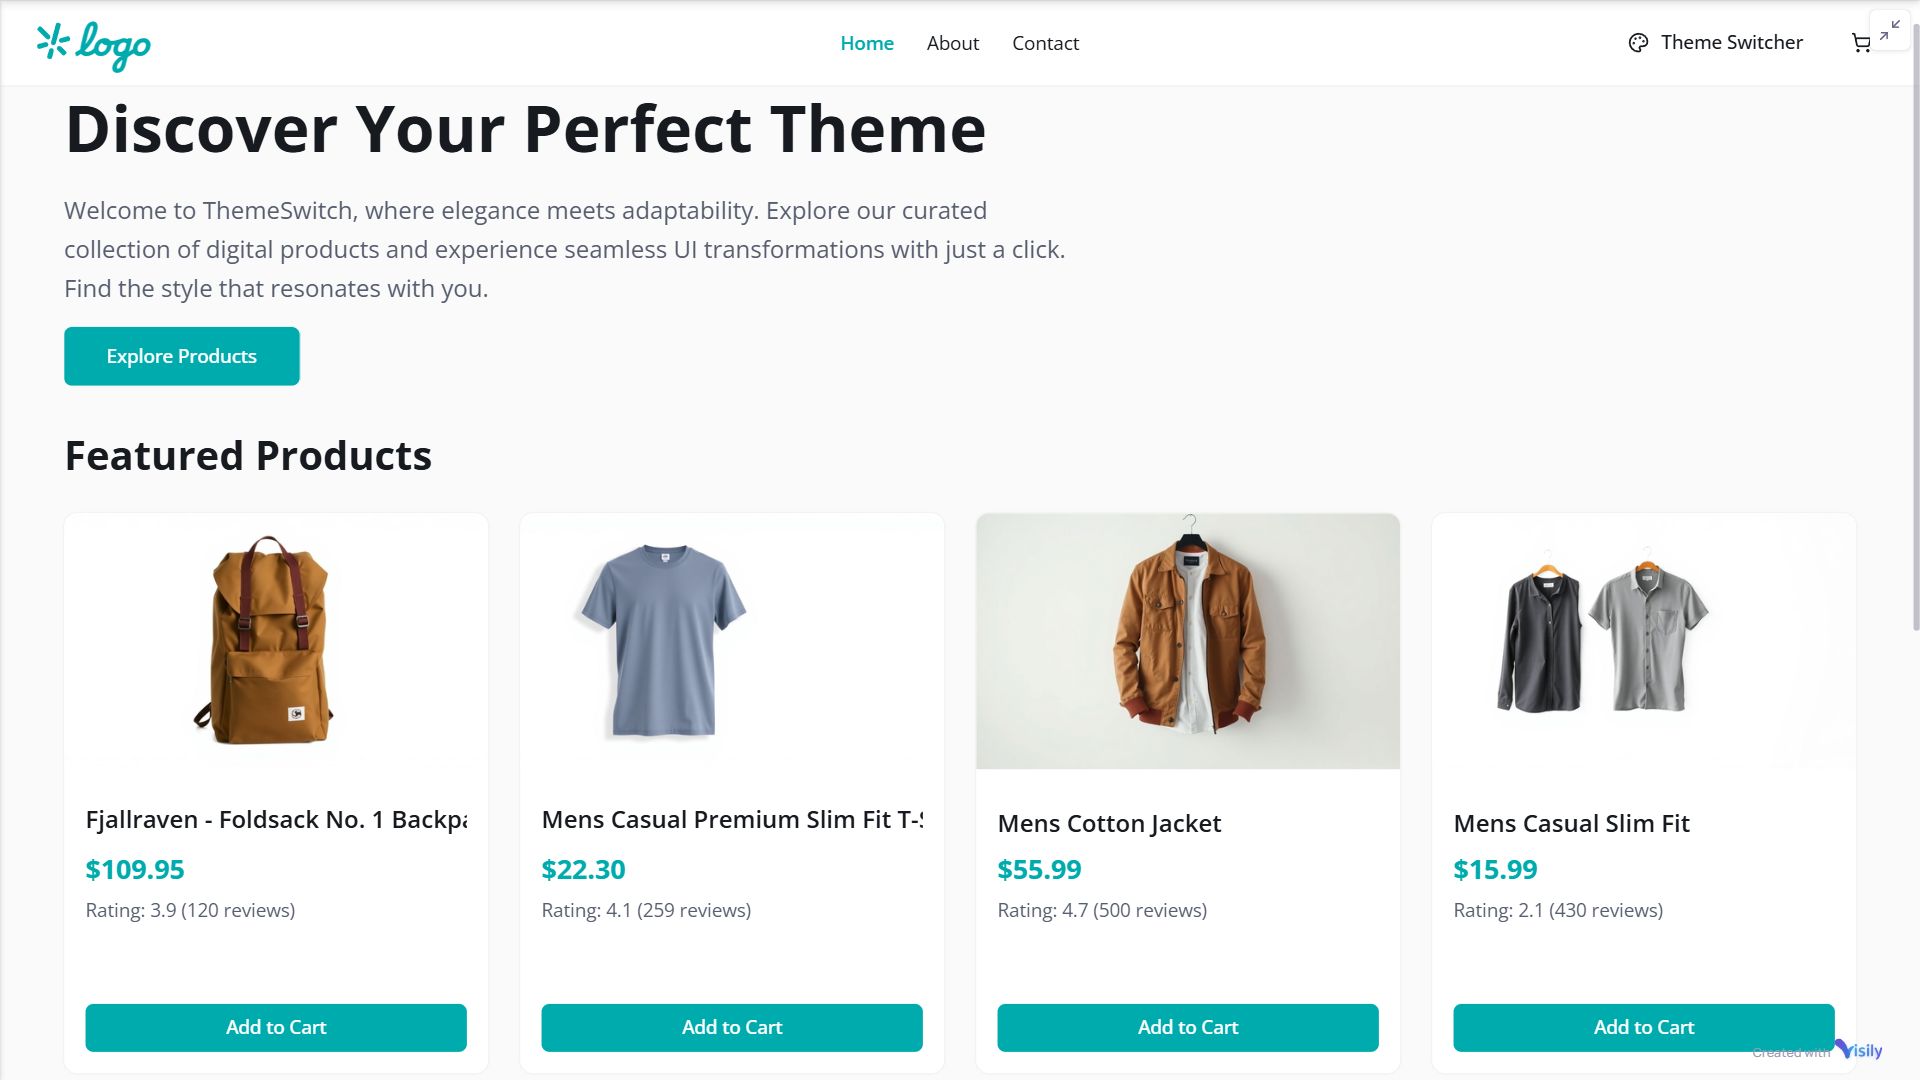 logo
Home
About
Contact
Theme Switcher
Discover Your Perfect Theme
Welcome to ThemeSwitch, where elegance meets adaptability. Explore our curated
collection of digital products and experience seamless UI transformations with just a click.
Find the style that resonates with you.
Explore Products
Featured Products
Fjallraven - Foldsack No. 1 Backpa
$109.95
Rating: 3.9 (120 reviews)
Add to Cart
Mens Casual Premium Slim Fit T-S
$22.30
Rating: 4.1 (259 reviews)
Add to Cart
Mens Cotton Jacket
$55.99
Rating: 4.7 (500 reviews)
Add to Cart
Mens Casual Slim Fit
$15.99
Rating: 2.1 (430 reviews)
Add to Cart
Created with Visily